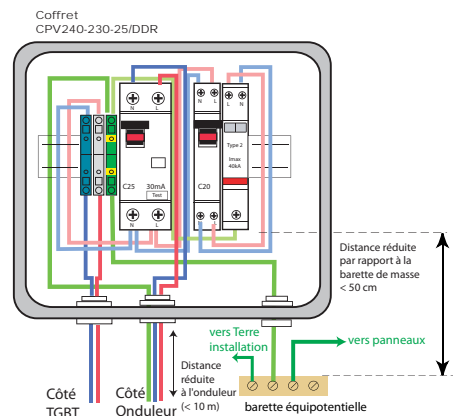 Coffret
CPV240-230-25/DDR
N L
N L
L N
Type 2
Imax
40kA
C25
30mA
Test
C20
N L
Distance réduite
par rapport à la
barette de masse
< 50 cm
vers Terre
installation
vers panneaux
Distance
réduite
à l'onduleur
(< 10 m)
Côté
TGBT
Côté
Onduleur
barette équipotentielle